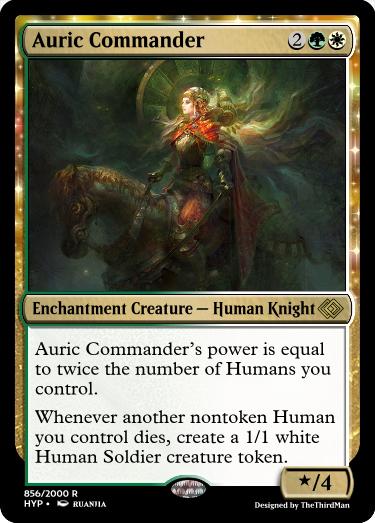 Auric Commander 2
Enchantment Creature — Human Knight
Auric Commander's power is equal
to twice the number of Humans you
control.
Whenever another nontoken Human
you control dies, create a 1/1 white
Human Soldier creature token.
★/4
856/2000 R
HYP • RUANJIA
Designed by TheThirdMan